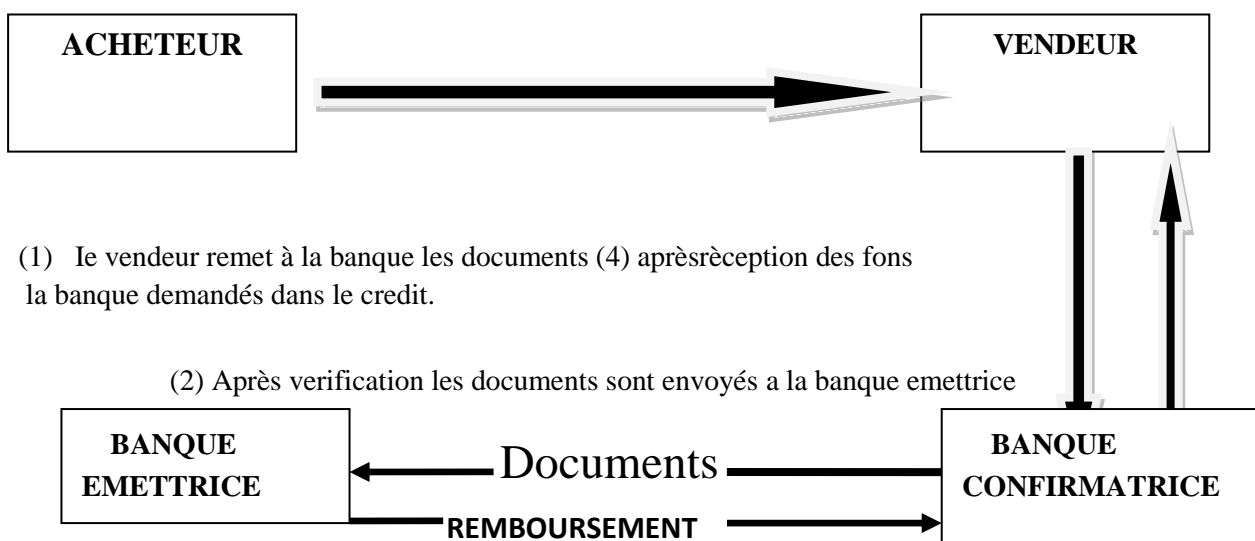 ACHETEUR
VENDEUR
(1) Ie vendeur remet à la banque les documents (4) aprèsrèception des fons
la banque demandés dans le credit.
(2) Après verification les documents sont envoyés a la banque emettrice
BANQUE
EMETTRICE
Documents
REMBOURSEMENT
BANQUE
CONFIRMATRICE